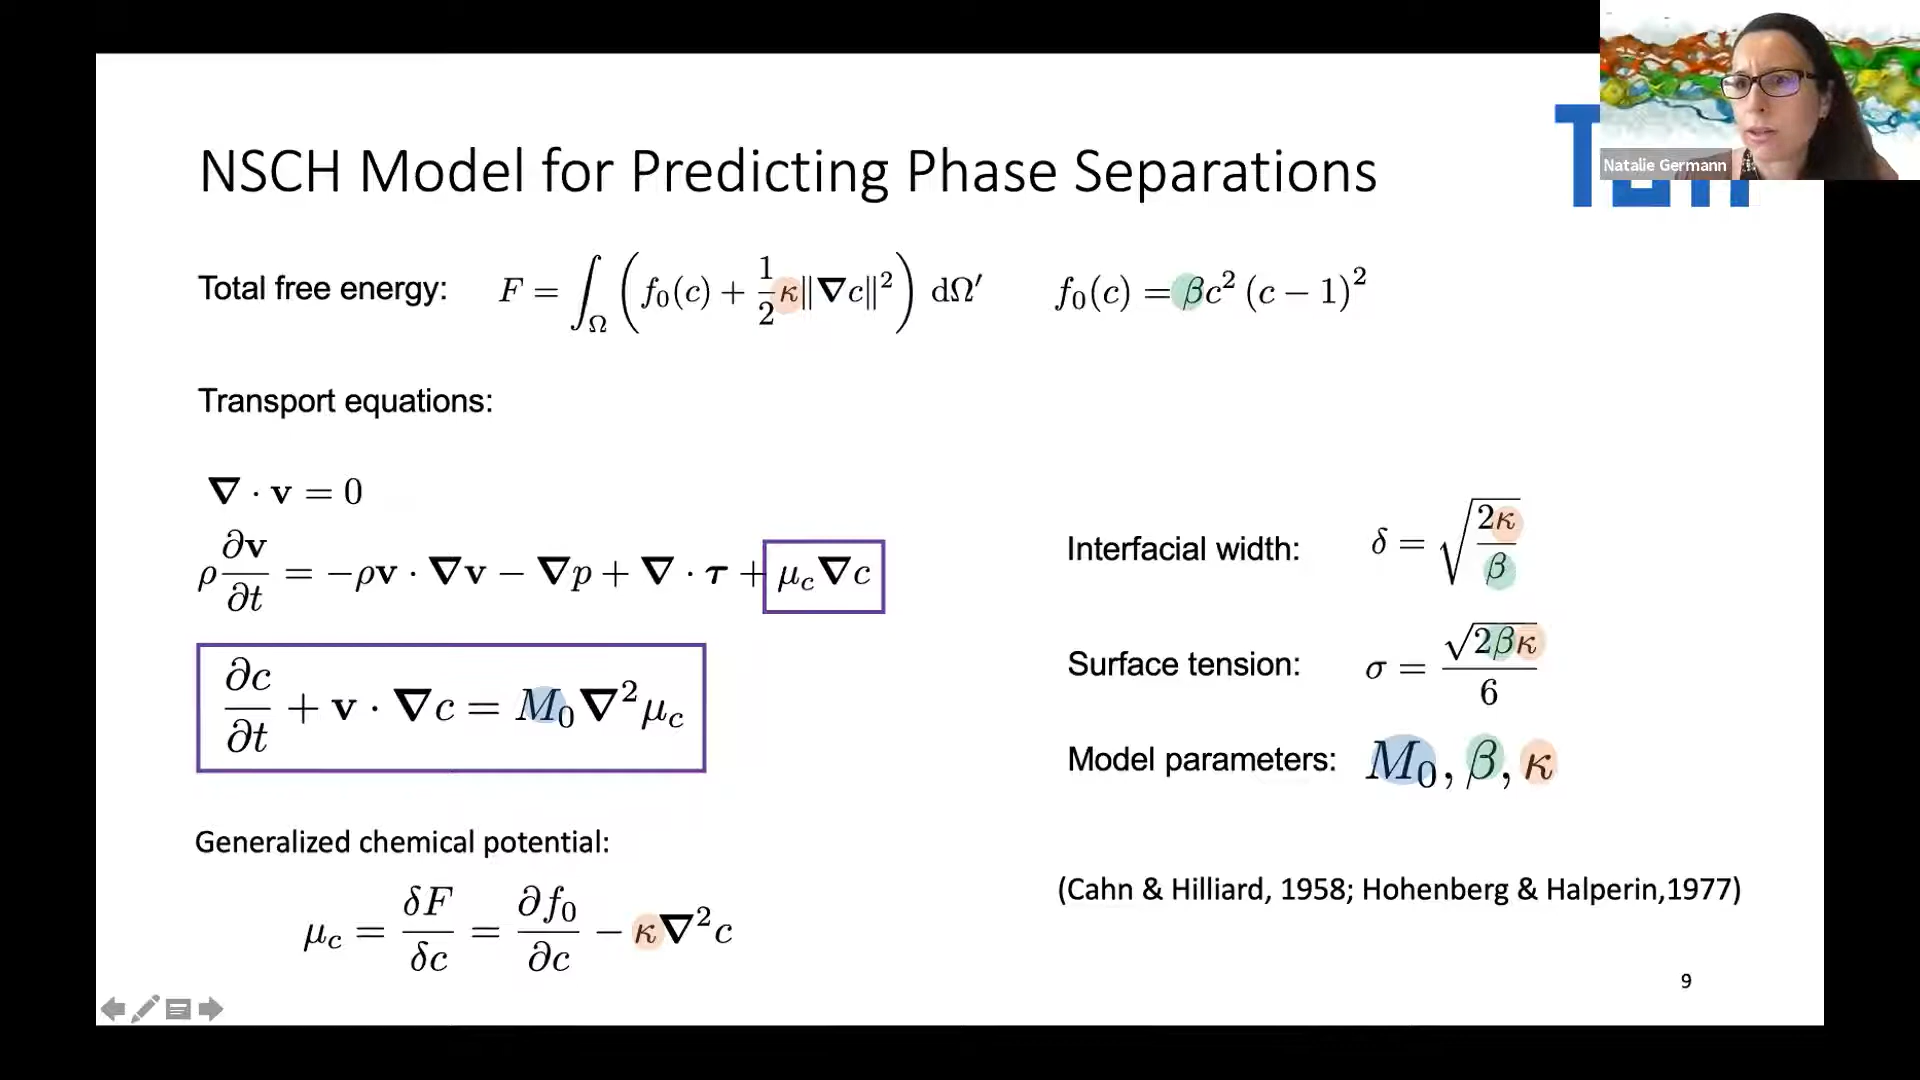 Natalie Germann
NSCH Model for Predicting Phase Separations
Total free energy: F = ∫_Ω ( f₀(c) + 1/2 κ‖∇c‖² ) dΩ′ f₀(c) = βc² (c − 1)²
Transport equations:
∇ · v = 0
ρ ∂v/∂t = −ρv · ∇v − ∇p + ∇ · τ + μ_c∇c
∂c/∂t + v · ∇c = M₀∇²μ_c
Generalized chemical potential:
μ_c = δF/δc = ∂f₀/∂c − κ∇²c
Interfacial width: δ = √(2κ/β)
Surface tension: σ = √(2βκ)/6
Model parameters: M₀, β, κ
(Cahn & Hilliard, 1958; Hohenberg & Halperin,1977)
9